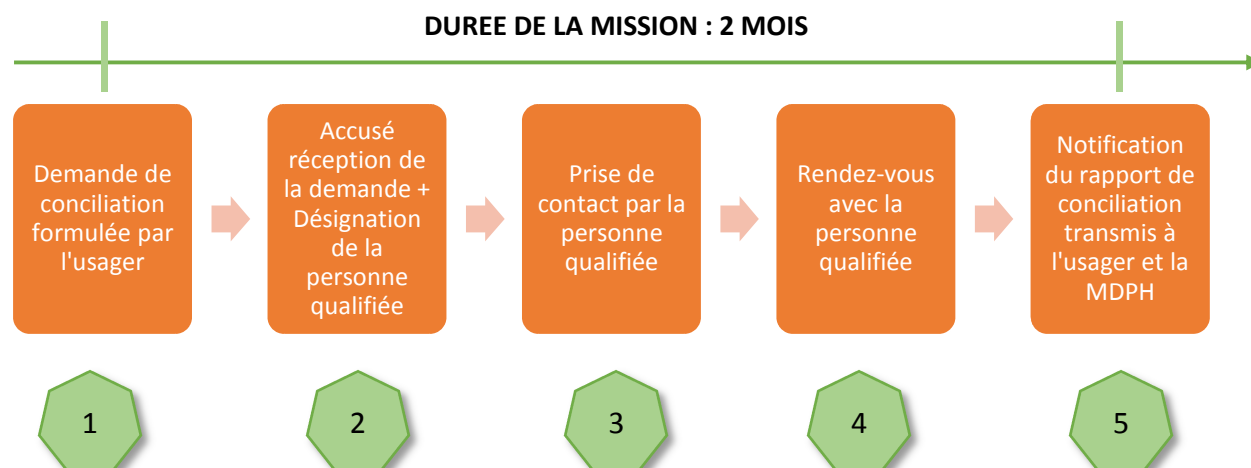 DUREE DE LA MISSION : 2 MOIS
Demande de
conciliation
formulée par
l'usager
Accusé
réception de
la demande +
Désignation
de la
personne
qualifiée
Prise de
contact par la
personne
qualifiée
Rendez-vous
avec la
personne
qualifiée
Notification
du rapport de
conciliation
transmis à
l'usager et la
MDPH
1
2
3
4
5